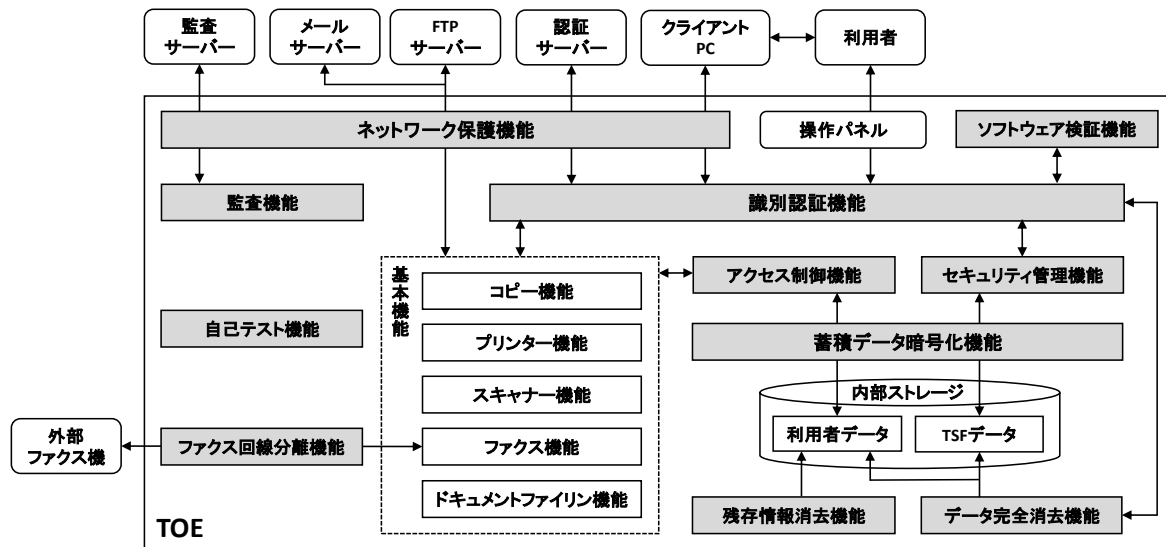 監査
サーバー
メール
サーバー
FTP
サーバー
認証
サーバー
クライアント
PC
利用者
ネットワーク保護機能
操作パネル
ソフトウェア検証機能
監査機能
識別認証機能
基本機能
コピー機能
アクセス制御機能
セキュリティ管理機能
自己テスト機能
プリンター機能
蓄積データ暗号化機能
スキャナー機能
内部ストレージ
外部
ファクス機
ファクス回線分離機能
ファクス機能
利用者データ
TSFデータ
ドキュメントファイリン機能
残存情報消去機能
データ完全消去機能
TOE